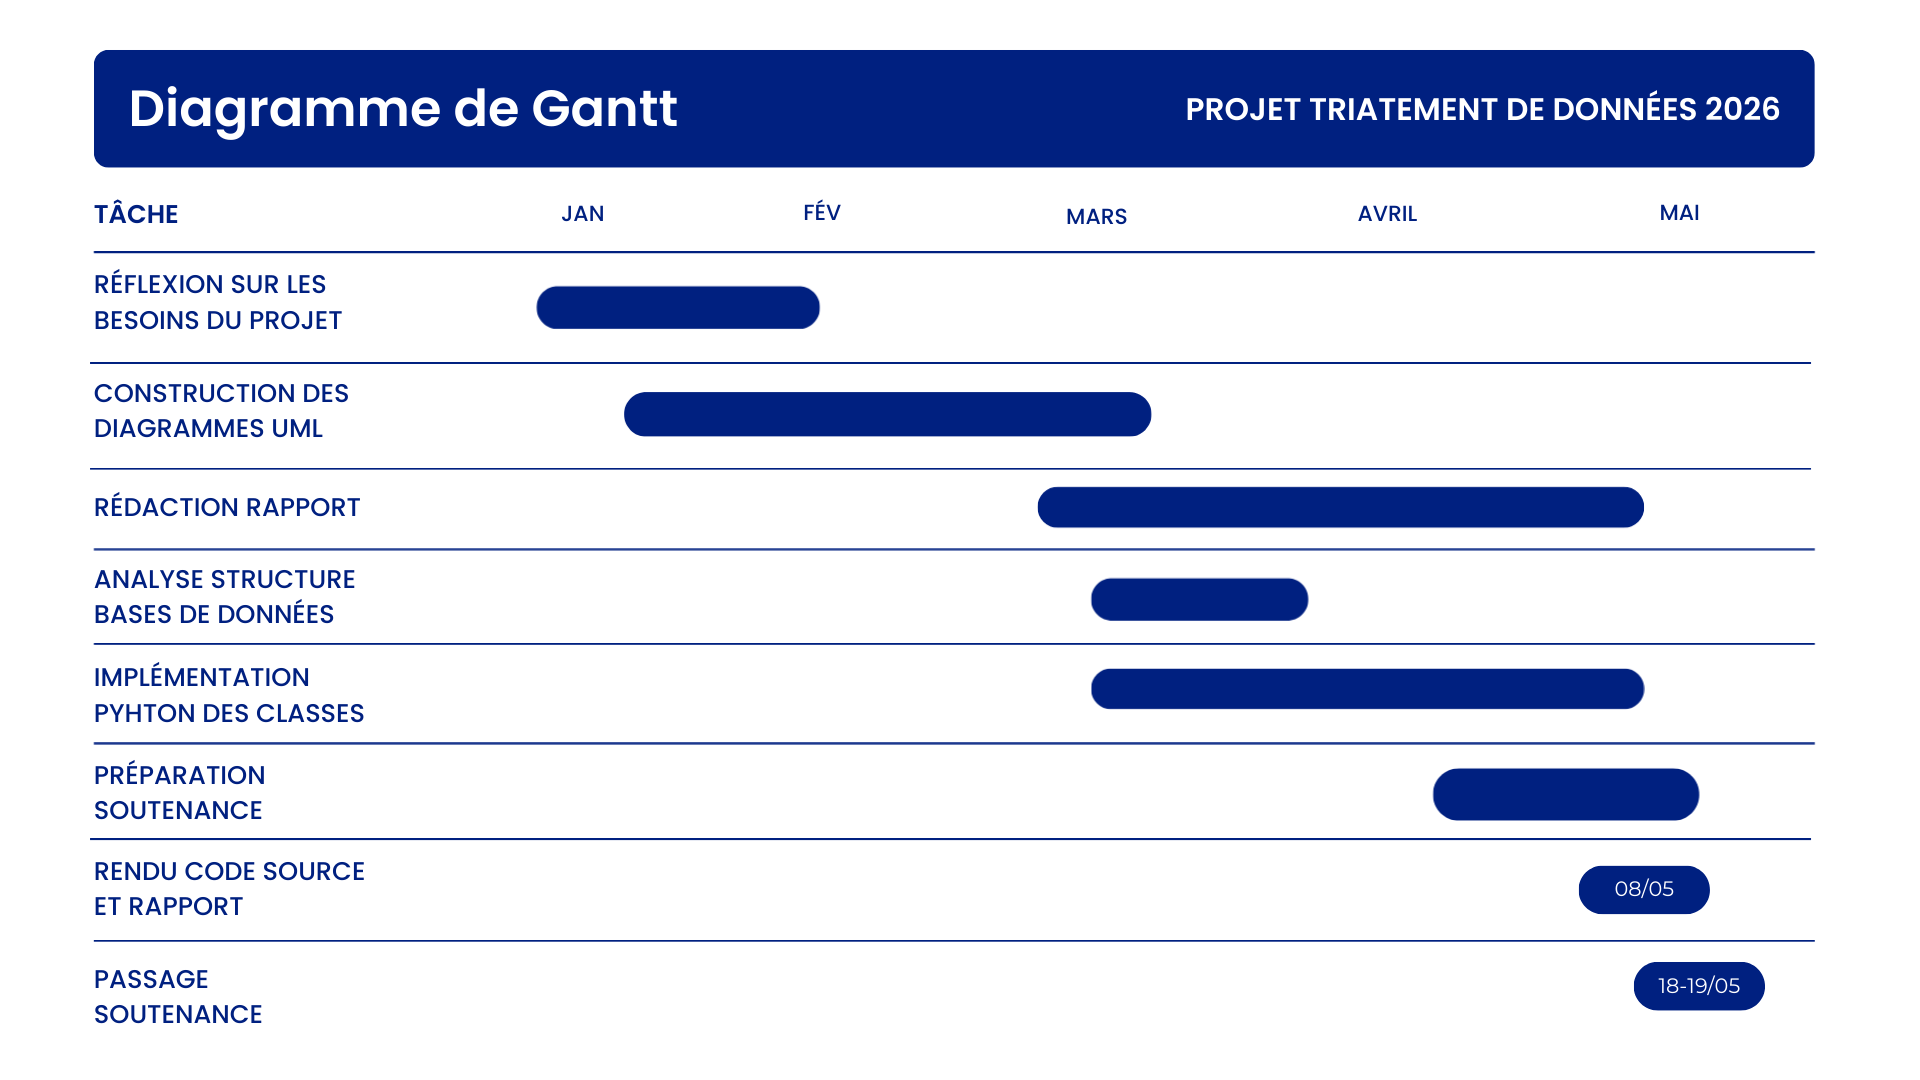 Diagramme de Gantt
PROJET TRIATEMENT DE DONNÉES 2026
TÂCHE
JAN
FÉV
MARS
AVRIL
MAI
RÉFLEXION SUR LES
BESOINS DU PROJET
CONSTRUCTION DES
DIAGRAMMES UML
RÉDACTION RAPPORT
ANALYSE STRUCTURE
BASES DE DONNÉES
IMPLÉMENTATION
PYHTON DES CLASSES
PRÉPARATION
SOUTENANCE
RENDU CODE SOURCE
ET RAPPORT
08/05
PASSAGE
SOUTENANCE
18-19/05